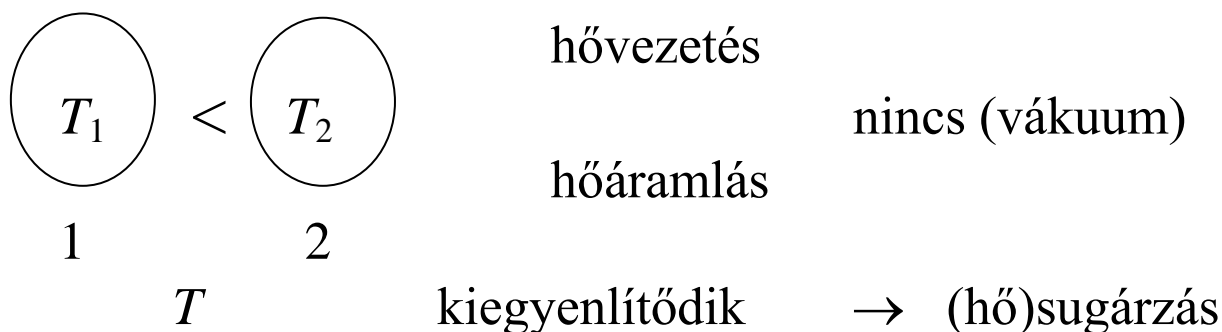 hővezetés
T₁ < T₂ nincs (vákuum)
hőáramlás
1 2
T kiegyenlítődik → (hő)sugárzás